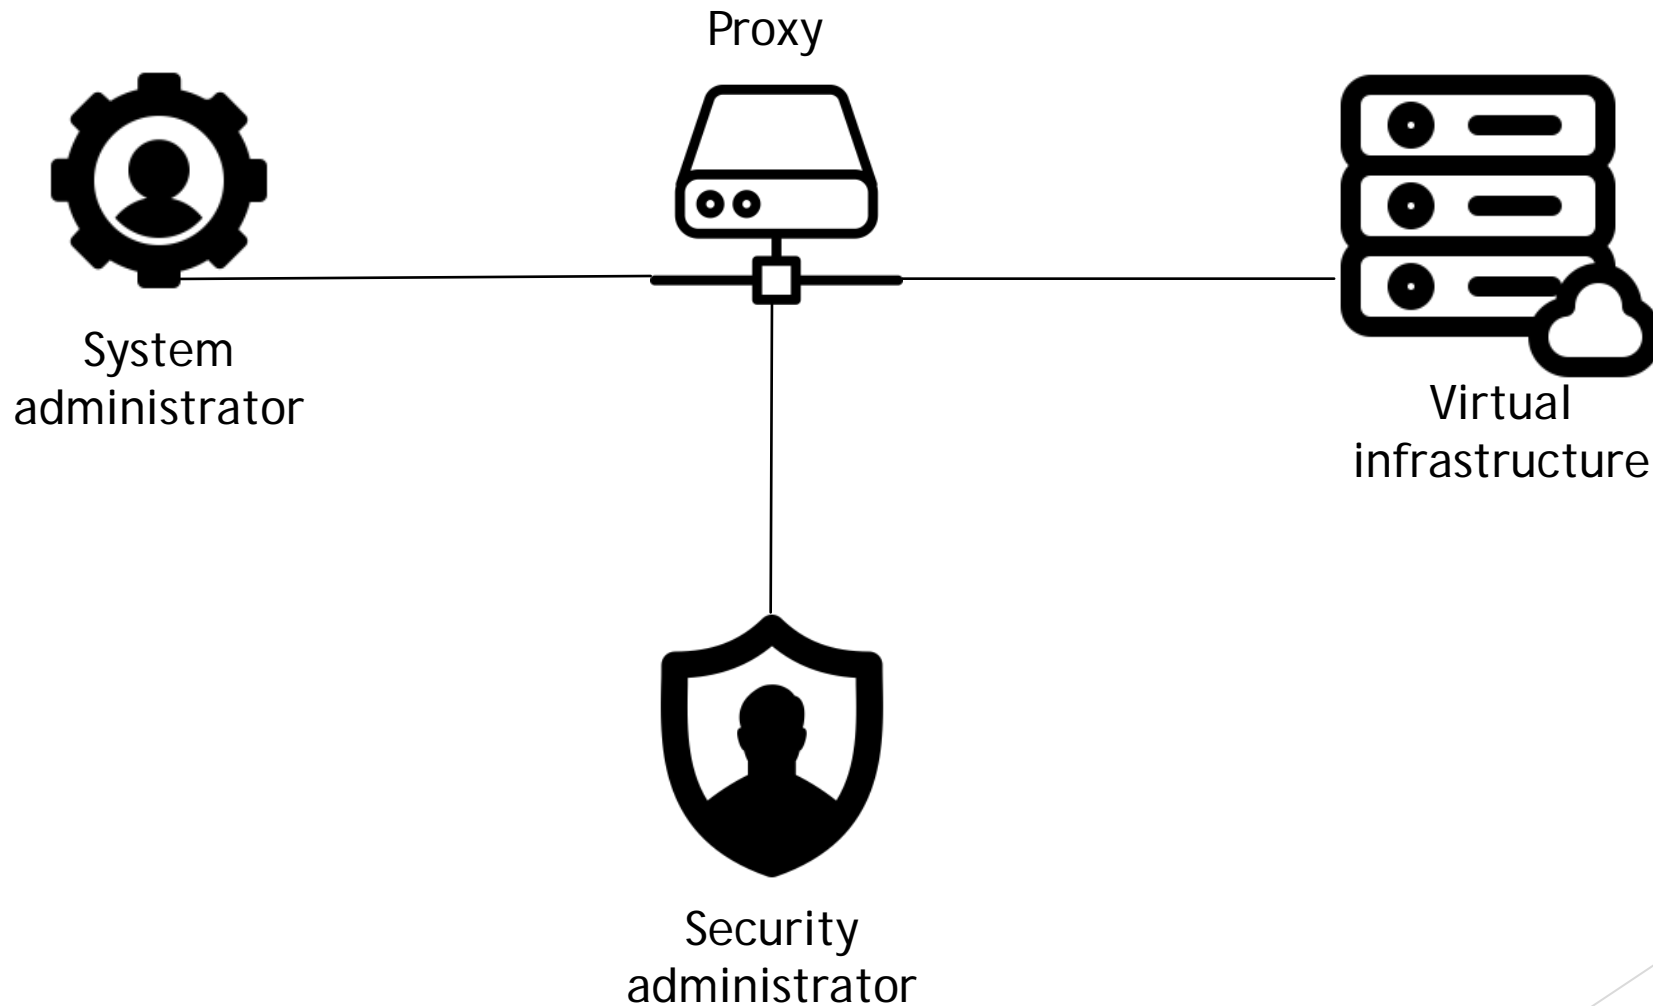 Proxy
System
administrator
Virtual
infrastructure
Security
administrator